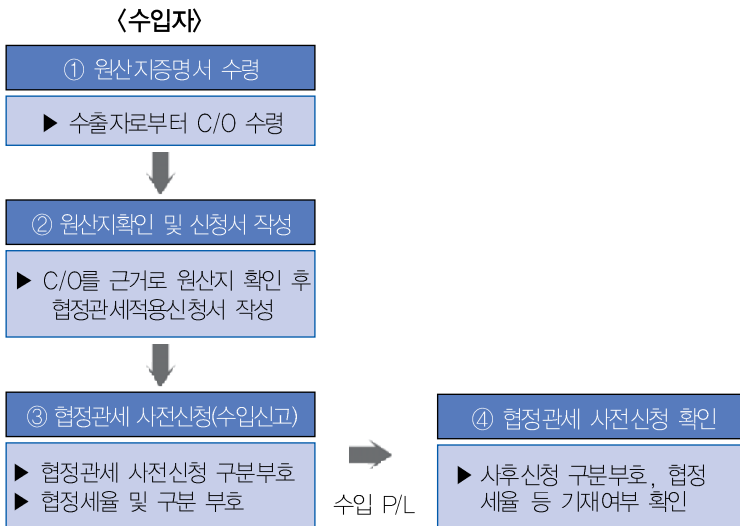 〈수입자〉
① 원산지증명서 수령
▶ 수출자로부터 C/O 수령
② 원산지확인 및 신청서 작성
▶ C/O를 근거로 원산지 확인 후
협정관세적용신청서 작성
③ 협정관세 사전신청(수입신고)
▶ 협정관세 사전신청 구분부호
▶ 협정세율 및 구분 부호
수입 P/L
④ 협정관세 사전신청 확인
▶ 사후신청 구분부호, 협정
세율 등 기재여부 확인